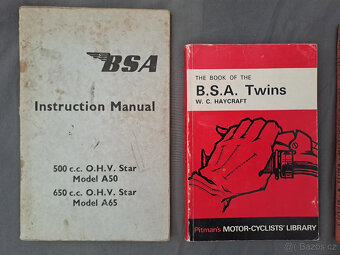 BSA
Instruction Manual
500 c.c. O.H.V. Star
Model A50
650 c.c. O.H.V. Star
Model A65
THE BOOK OF THE
B.S.A. Twins
W. C. HAYCRAFT
Pitman's MOTOR-CYCLISTS' LIBRARY
sbazos.cz